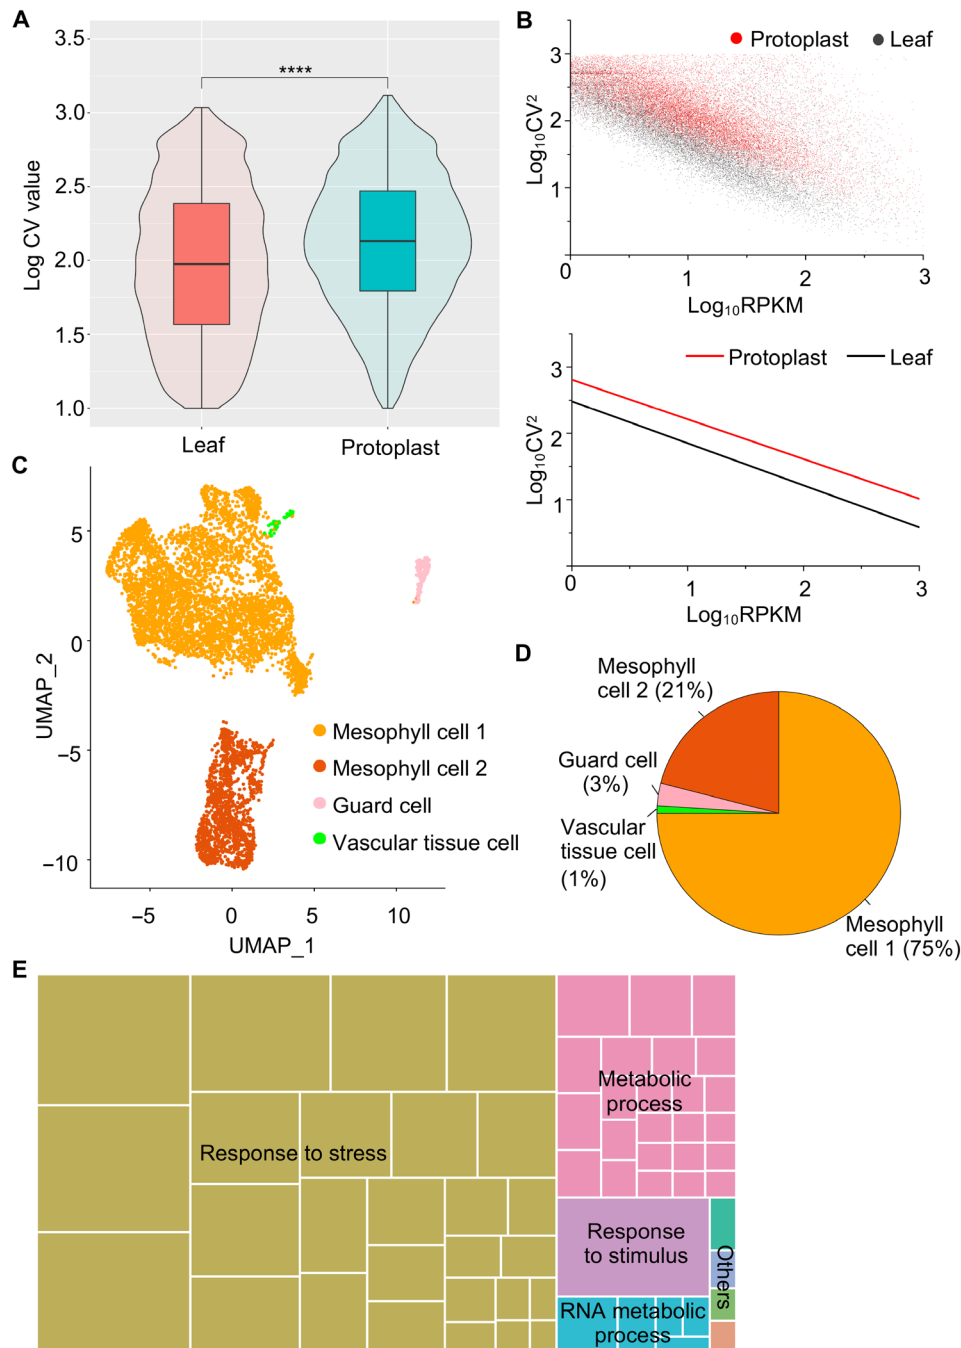 A
3.5
3.0
2.5
2.0
1.5
1.0
Log CV value
****
Leaf
Protoplast
B
Protoplast
Leaf
3
2
1
0
1
2
3
Log₁₀CV²
Log₁₀RPKM
Protoplast
Leaf
3
2
1
0
1
2
3
Log₁₀CV²
Log₁₀RPKM
C
5
0
−5
−10
UMAP_2
−5
0
5
10
UMAP_1
Mesophyll cell 1
Mesophyll cell 2
Guard cell
Vascular tissue cell
D
Mesophyll
cell 2 (21%)
Guard cell
(3%)
Vascular
tissue cell
(1%)
Mesophyll
cell 1 (75%)
E
Response to stress
Metabolic
process
Response
to stimulus
Others
RNA metabolic
process